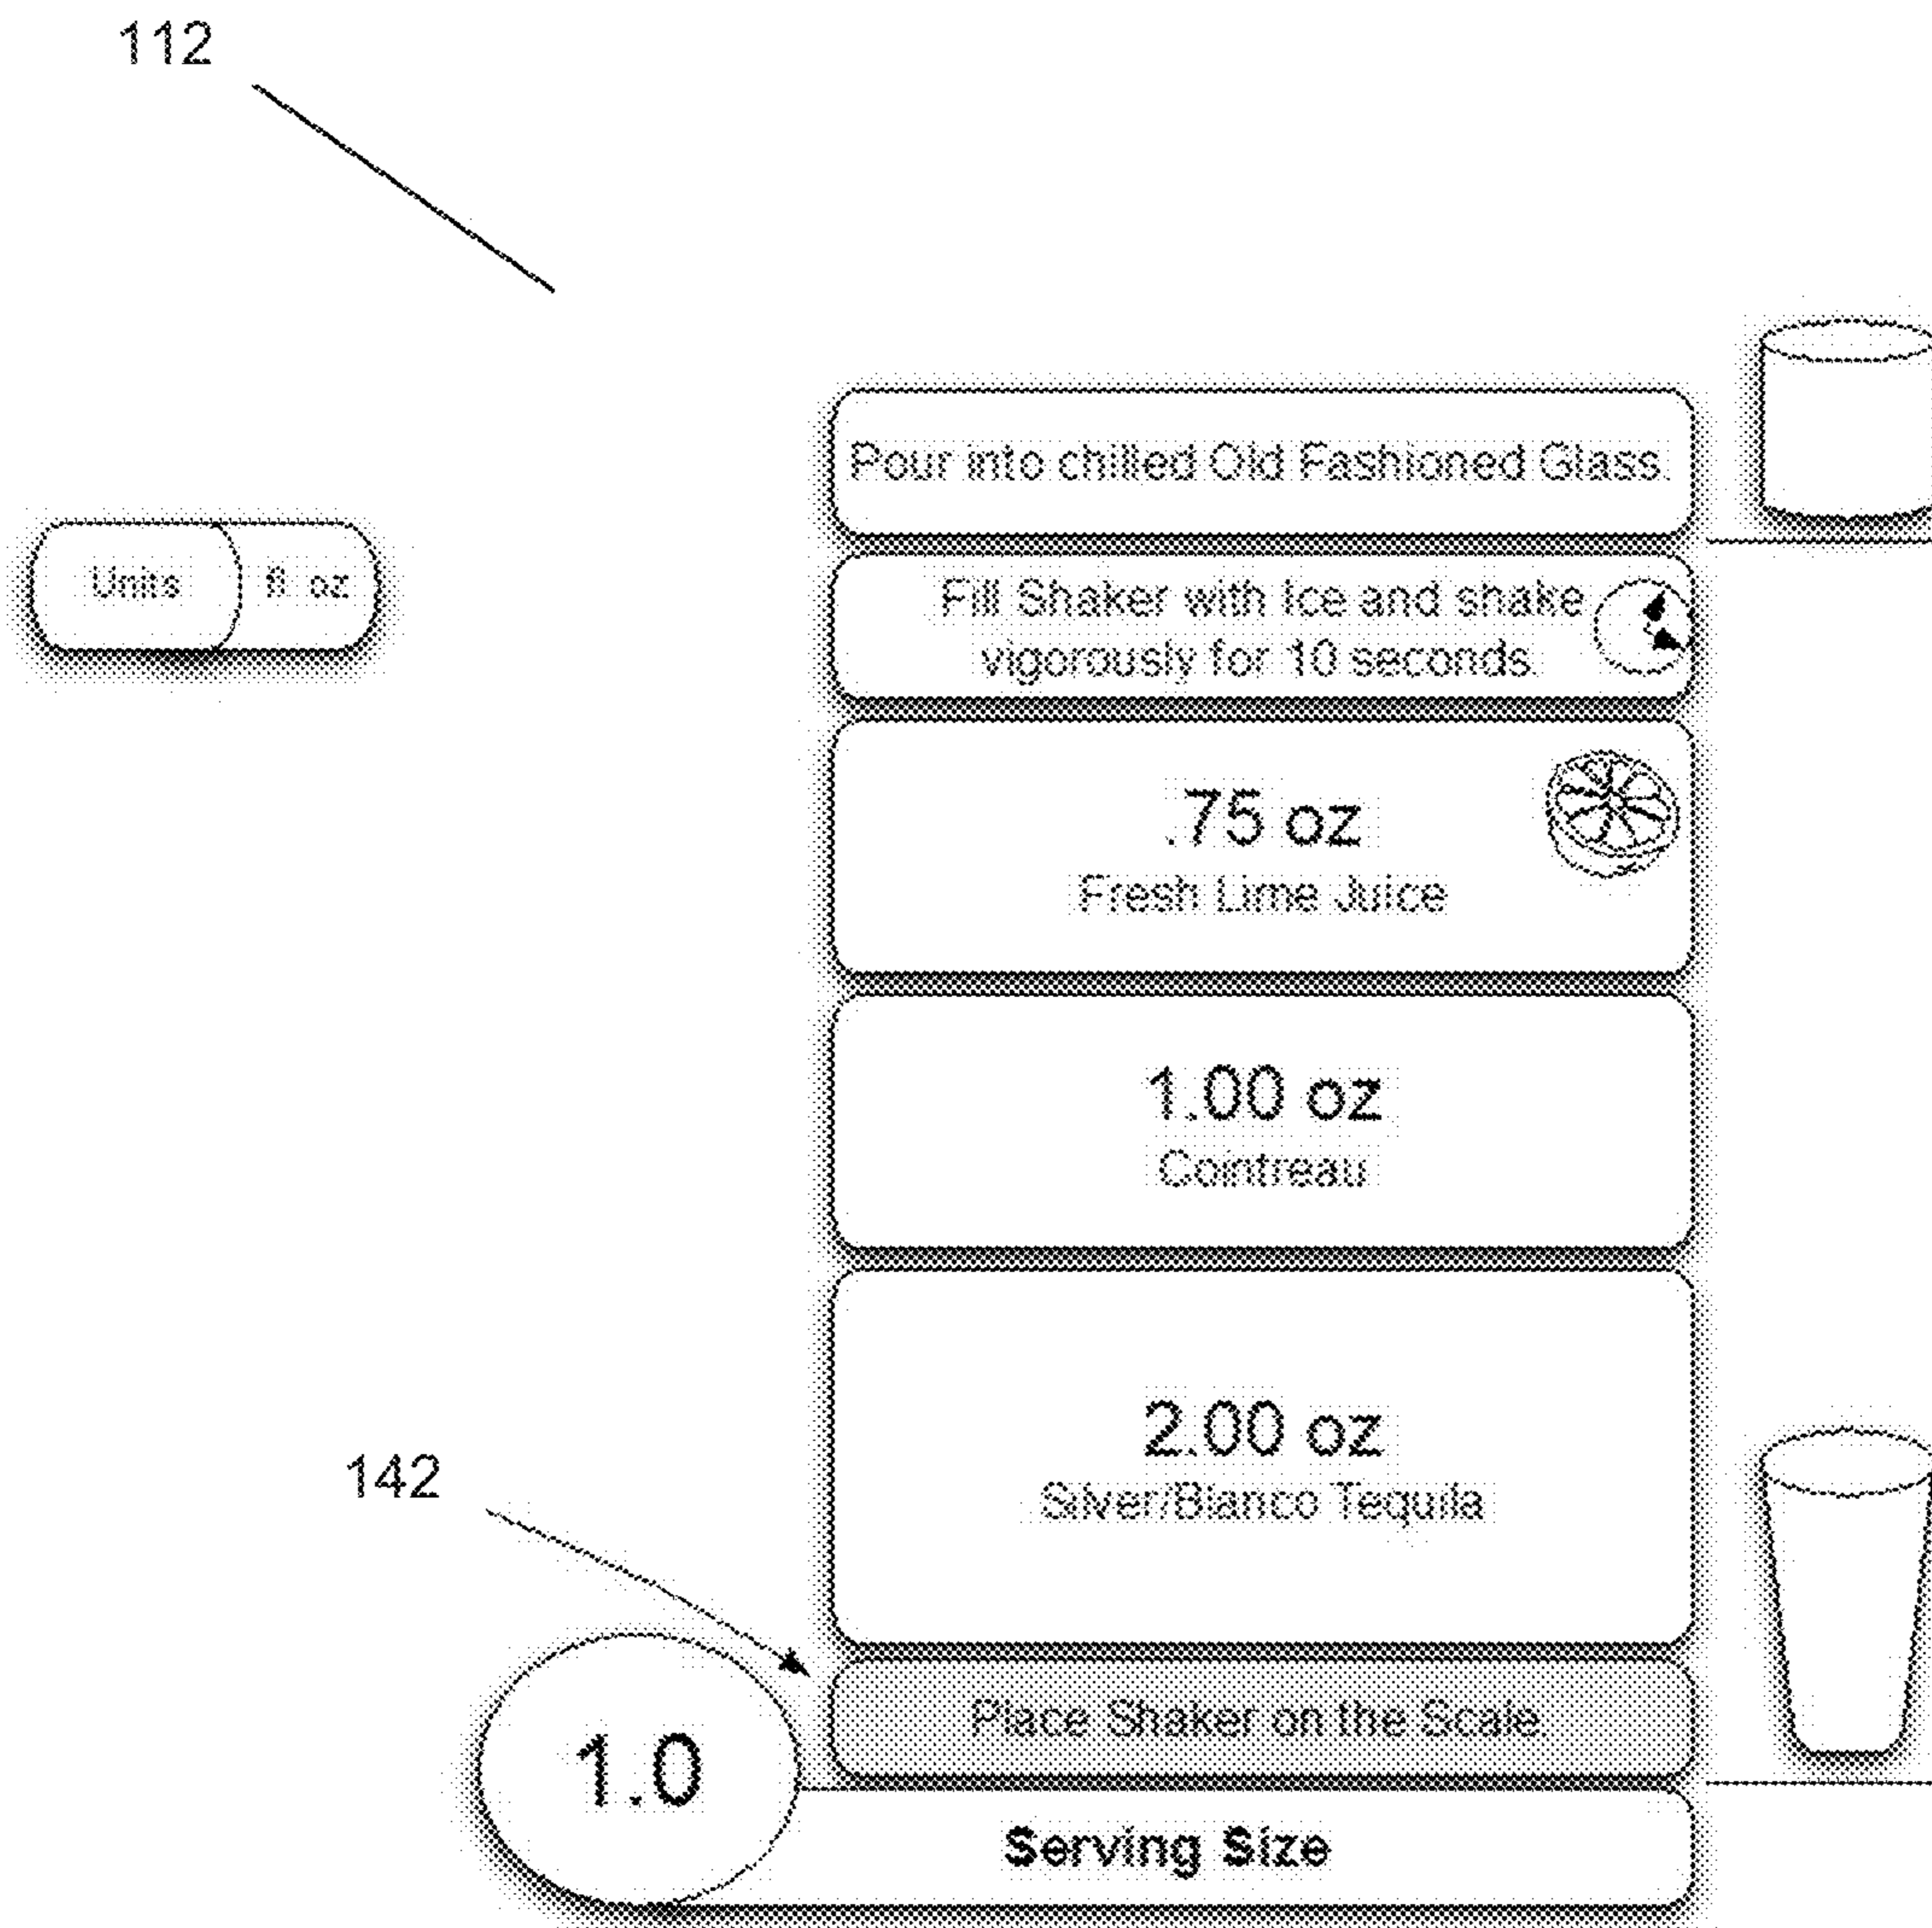 112
Pour into chilled Old Fashioned Glass.
Units fl oz
Fill Shaker with Ice and shake
vigorously for 10 seconds.
.75 oz
Fresh Lime Juice
1.00 oz
Cointreau
2.00 oz
Silver/Blanco Tequila
142
Place Shaker on the Scale.
1.0
Serving Size